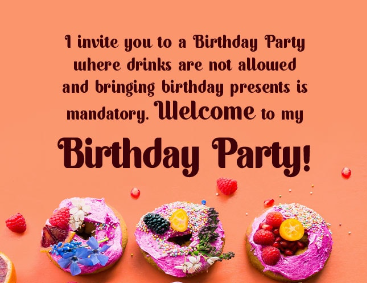 I invite you to a Birthday Party
where drinks are not allowed
and bringing birthday presents is
mandatory. Welcome to my
Birthday Party!